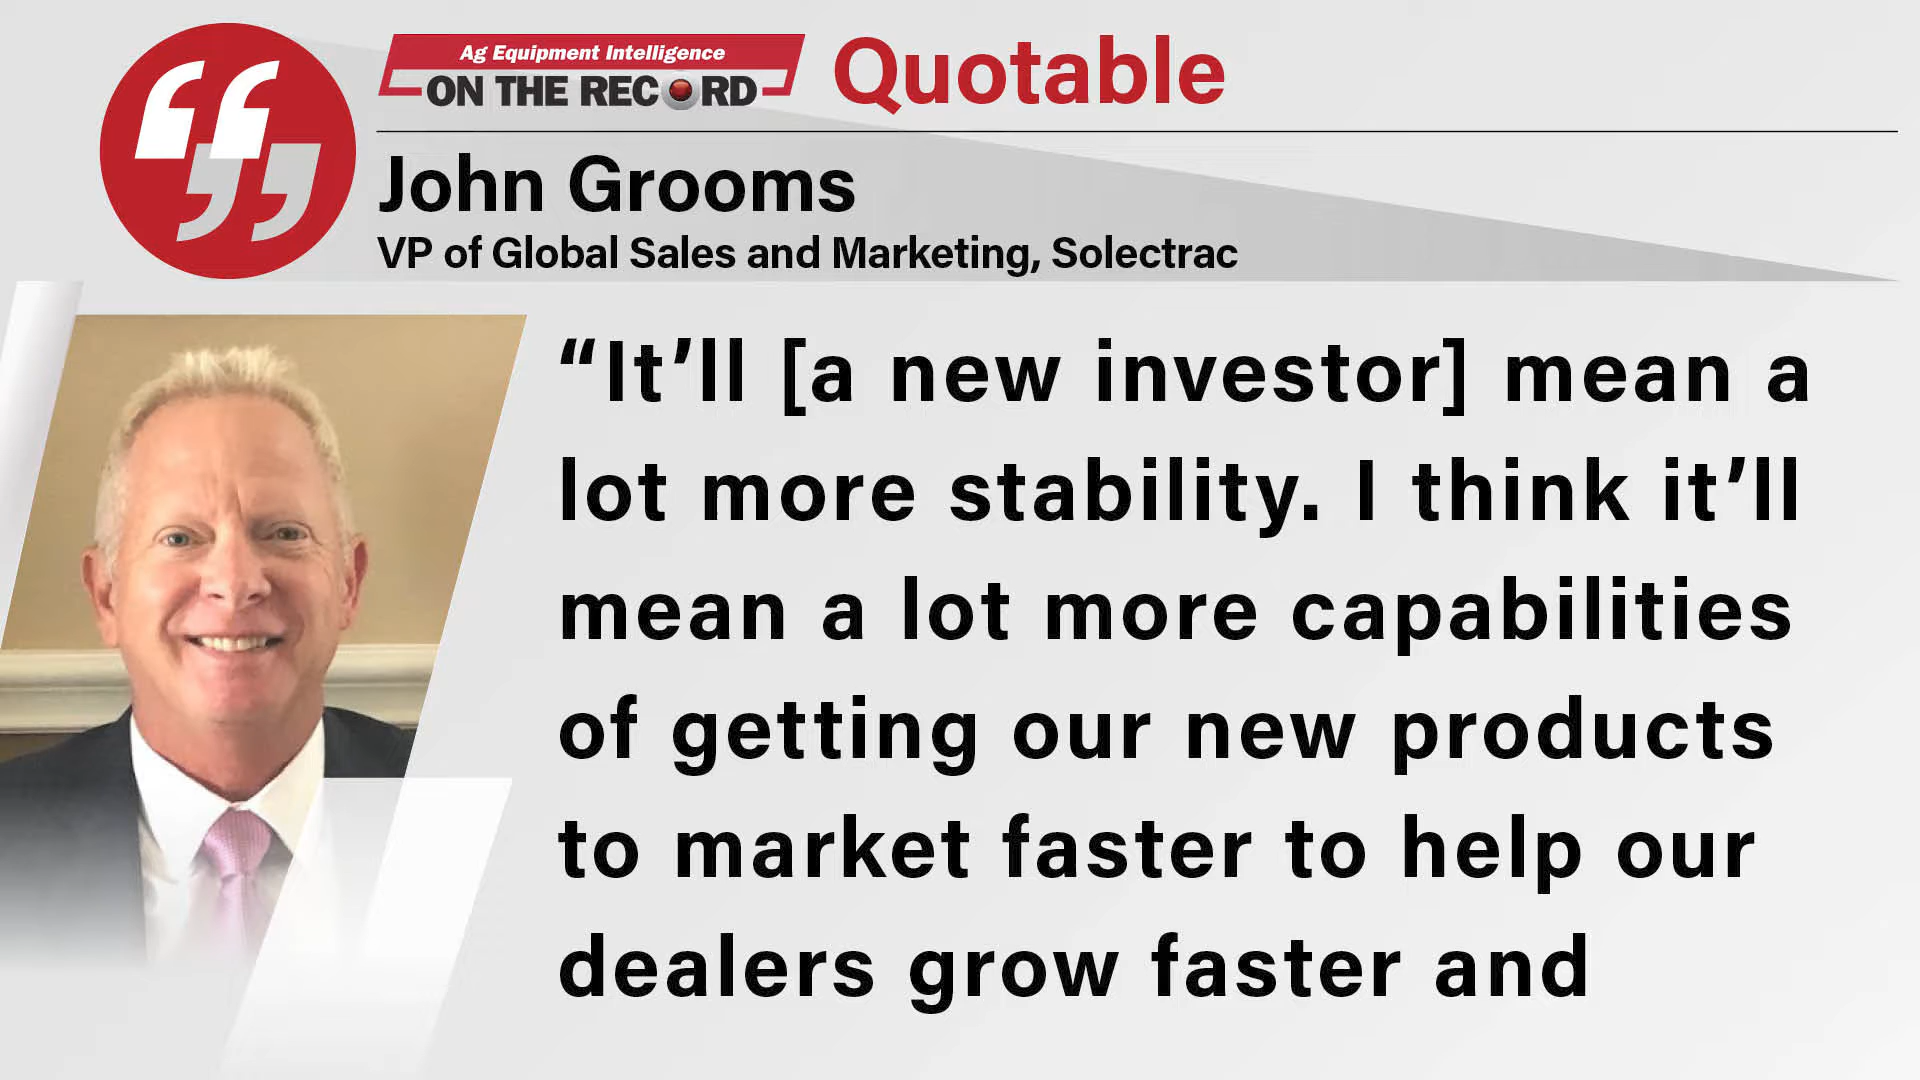 Ag Equipment Intelligence
ON THE RECORD
Quotable
John Grooms
VP of Global Sales and Marketing, Solectrac
“It’ll [a new investor] mean a
lot more stability. I think it’ll
mean a lot more capabilities
of getting our new products
to market faster to help our
dealers grow faster and